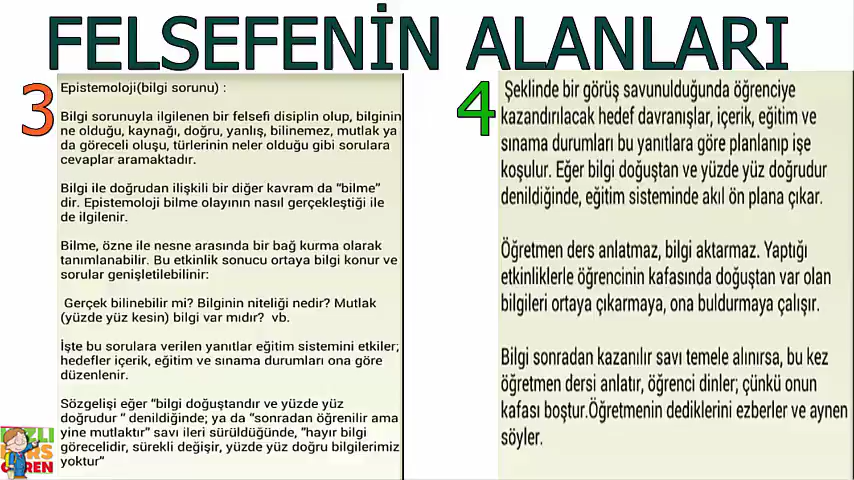 FELSEFENİN ALANLARI
3
Epistemoloji(bilgi sorunu) :
Bilgi sorunuyla ilgilenen bir felsefi disiplin olup, bilginin
ne olduğu, kaynağı, doğru, yanlış, bilinemez, mutlak ya
da göreceli oluşu, türlerinin neler olduğu gibi sorulara
cevaplar aramaktadır.
Bilgi ile doğrudan ilişkili bir diğer kavram da “bilme”
dir. Epistemoloji bilme olayının nasıl gerçekleştiği ile
de ilgilenir.
Bilme, özne ile nesne arasında bir bağ kurma olarak
tanımlanabilir. Bu etkinlik sonucu ortaya bilgi konur ve
sorular genişletilebilinir:
Gerçek bilinebilir mi? Bilginin niteliği nedir? Mutlak
(yüzde yüz kesin) bilgi var mıdır? vb.
İşte bu sorulara verilen yanıtlar eğitim sistemini etkiler;
hedefler içerik, eğitim ve sınama durumları ona göre
düzenlenir.
Sözgelişi eğer “bilgi doğuştandır ve yüzde yüz
doğrudur “ denildiğinde; ya da “sonradan öğrenilir ama
yine mutlaktır” savı ileri sürüldüğünde, “hayır bilgi
görecelidir, sürekli değişir, yüzde yüz doğru bilgilerimiz
yoktur”
4
Şeklinde bir görüş savunulduğunda öğrenciye
kazandırılacak hedef davranışlar, içerik, eğitim ve
sınama durumları bu yanıtlara göre planlanıp işe
koşulur. Eğer bilgi doğuştan ve yüzde yüz doğrudur
denildiğinde, eğitim sisteminde akıl ön plana çıkar.
Öğretmen ders anlatmaz, bilgi aktarmaz. Yaptığı
etkinliklerle öğrencinin kafasında doğuştan var olan
bilgileri ortaya çıkarmaya, ona buldurmaya çalışır.
Bilgi sonradan kazanılır savı temele alınırsa, bu kez
öğretmen dersi anlatır, öğrenci dinler; çünkü onun
kafası boştur.Öğretmenin dediklerini ezberler ve aynen
söyler.